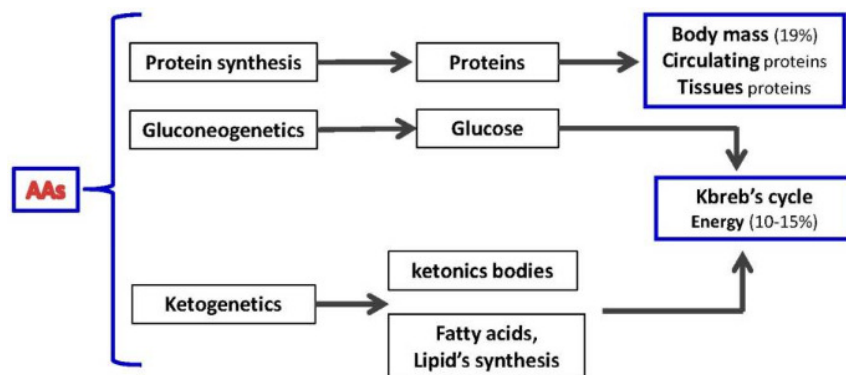 Protein synthesis
Proteins
Body mass (19%)
Circulating proteins
Tissues proteins
Gluconeogenetics
Glucose
AAs
Kbreb's cycle
Energy (10-15%)
ketonics bodies
Ketogenetics
Fatty acids,
Lipid's synthesis